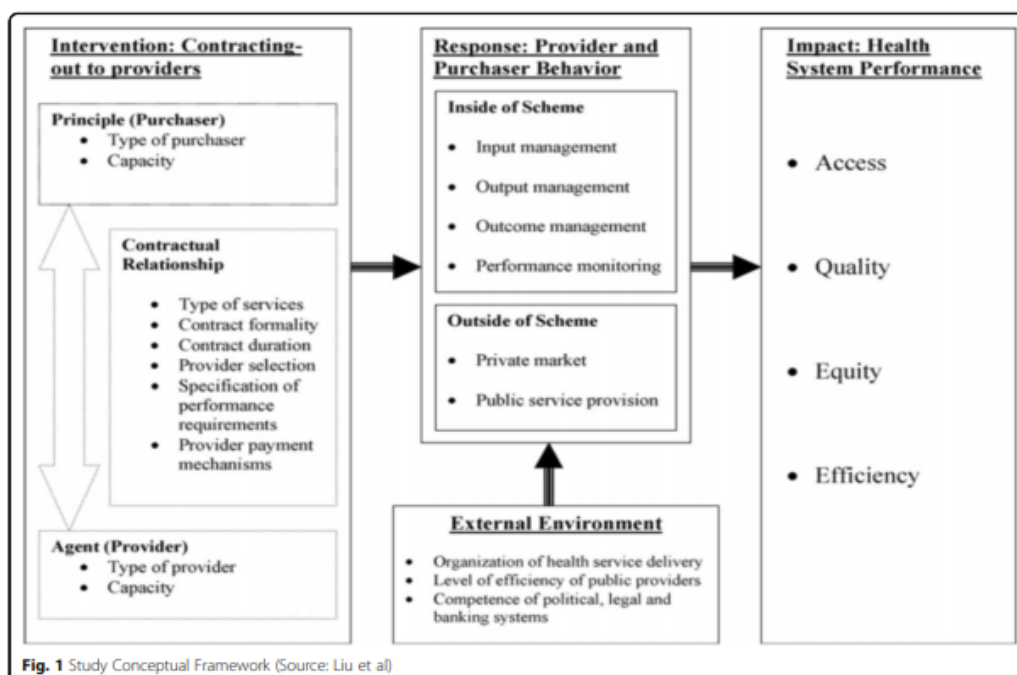 Intervention: Contracting-
out to providers
Principle (Purchaser)
• Type of purchaser
• Capacity
Contractual
Relationship
• Type of services
• Contract formality
• Contract duration
• Provider selection
• Specification of
performance
requirements
• Provider payment
mechanisms
Agent (Provider)
• Type of provider
• Capacity
Response: Provider and
Purchaser Behavior
Inside of Scheme
• Input management
• Output management
• Outcome management
• Performance monitoring
Outside of Scheme
• Private market
• Public service provision
External Environment
• Organization of health service delivery
• Level of efficiency of public providers
• Competence of political, legal and
banking systems
Impact: Health
System Performance
• Access
• Quality
• Equity
• Efficiency
Fig. 1 Study Conceptual Framework (Source: Liu et al)